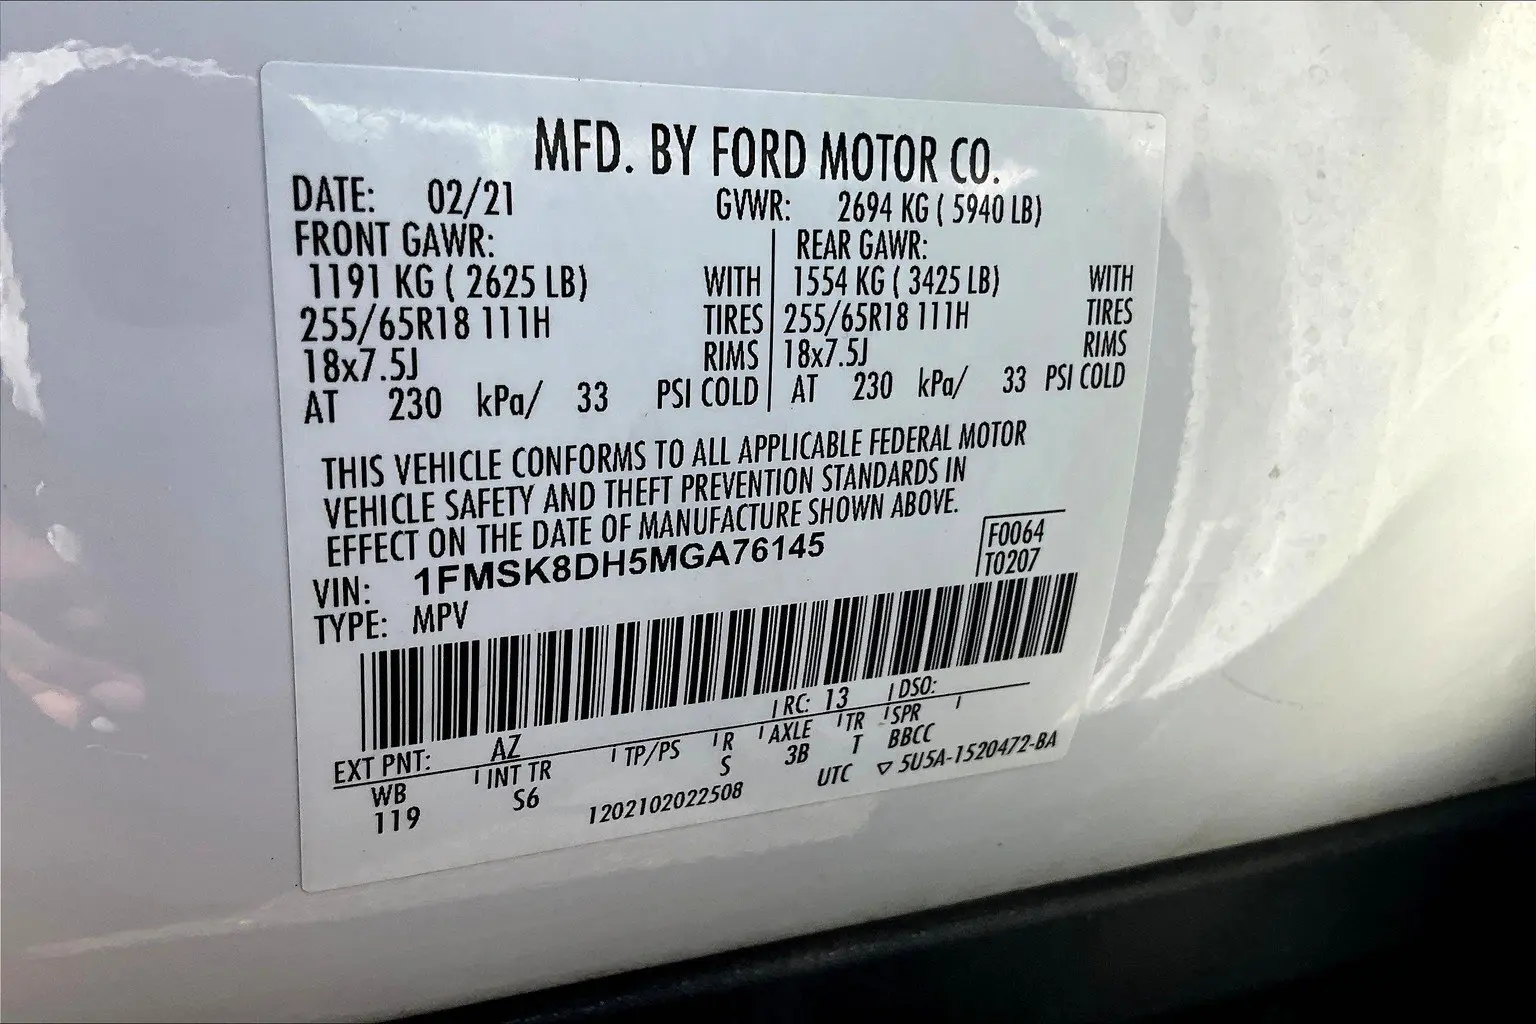 MFD. BY FORD MOTOR CO.
DATE: 02/21 GVWR: 2694 KG ( 5940 LB)
FRONT GAWR: REAR GAWR:
1191 KG ( 2625 LB) WITH 1554 KG ( 3425 LB) WITH
255/65R18 111H TIRES 255/65R18 111H TIRES
18x7.5J RIMS 18x7.5J RIMS
AT 230 kPa/ 33 PSI COLD AT 230 kPa/ 33 PSI COLD
THIS VEHICLE CONFORMS TO ALL APPLICABLE FEDERAL MOTOR
VEHICLE SAFETY AND THEFT PREVENTION STANDARDS IN
EFFECT ON THE DATE OF MANUFACTURE SHOWN ABOVE.
VIN: 1FMSK8DH5MGA76145 F0064
TYPE: MPV T0207
EXT PNT: AZ RC: 13 DSO:
WB INT TR TP/PS R AXLE TR SPR
119 S6 S 3B T BBCC
1202102022508 UTC ▽ 5U5A-1520472-BA